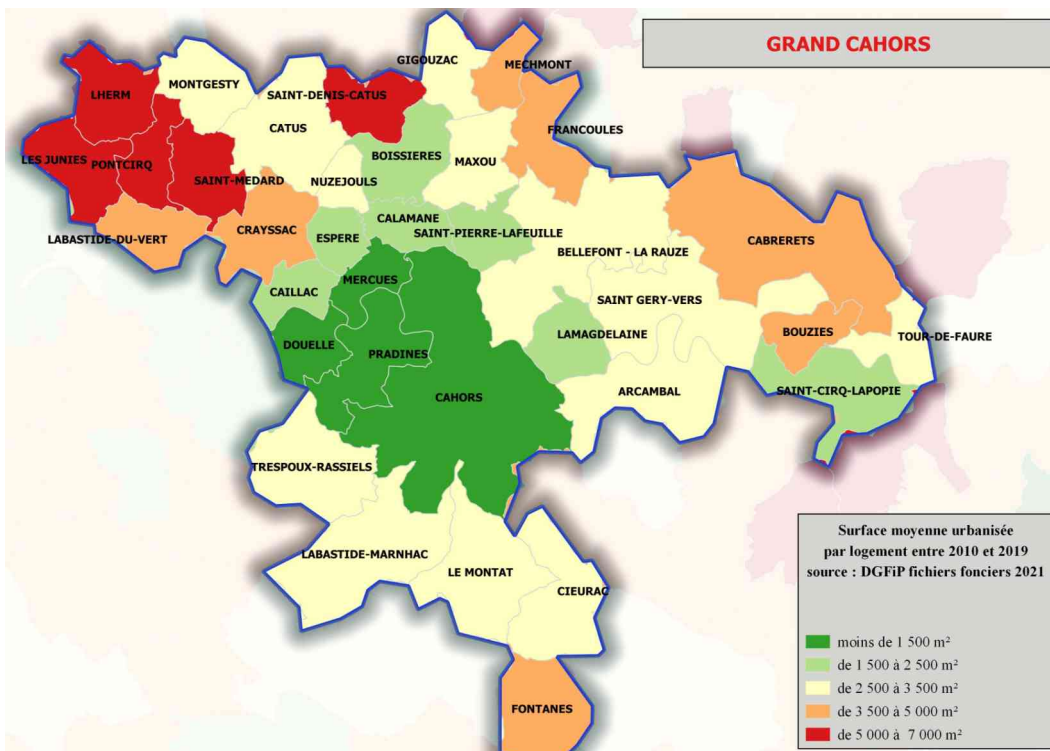 GRAND CAHORS
GIGOUZAC
MECHMONT
LHERM
MONTGESTY
SAINT-DENIS-CATUS
CATUS
FRANCOULES
LES JUNIES
PONTCIRQ
BOISSIERES
MAXOU
SAINT-MEDARD
NUZEJOULS
CALAMANE
LABASTIDE-DU-VERT
CRAYSSAC
ESPERE
SAINT-PIERRE-LAFEUILLE
CABRERETS
BELLEFONT - LA RAUZE
MERCUES
CAILLAC
SAINT GERY-VERS
LAMAGDELAINE
BOUZIES
TOUR-DE-FAURE
DOUELLE
PRADINES
CAHORS
ARCAMBAL
SAINT-CIRQ-LAPOPIE
TRESPOUX-RASSIELS
LABASTIDE-MARNHAC
LE MONTAT
CIEURAC
FONTANES
Surface moyenne urbanisée
par logement entre 2010 et 2019
source : DGFiP fichiers fonciers 2021
moins de 1 500 m²
de 1 500 à 2 500 m²
de 2 500 à 3 500 m²
de 3 500 à 5 000 m²
de 5 000 à 7 000 m²